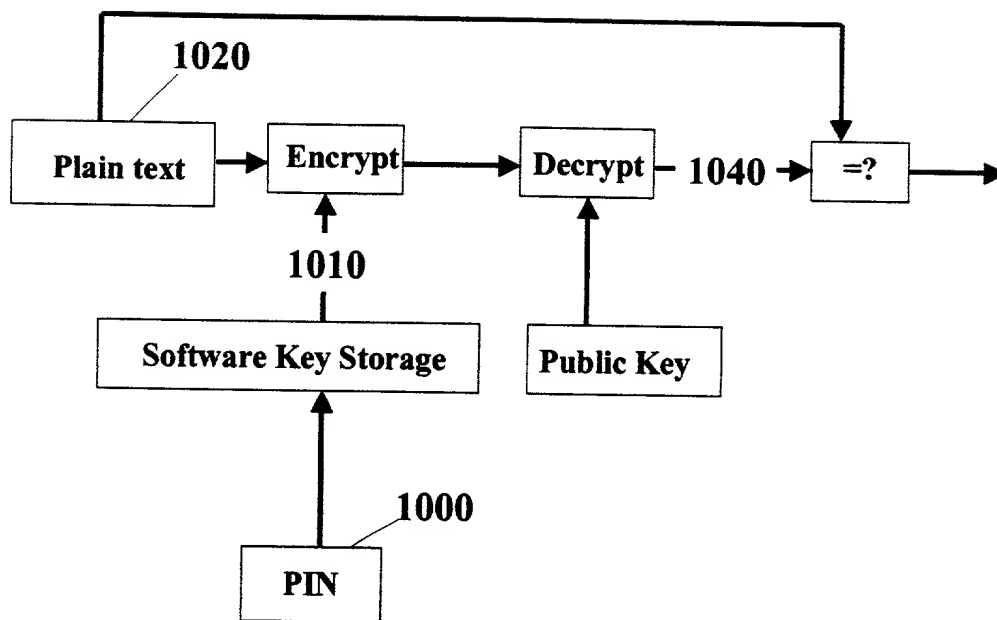 1020
Plain text
Encrypt
Decrypt
1040
=?
1010
Software Key Storage
Public Key
1000
PIN